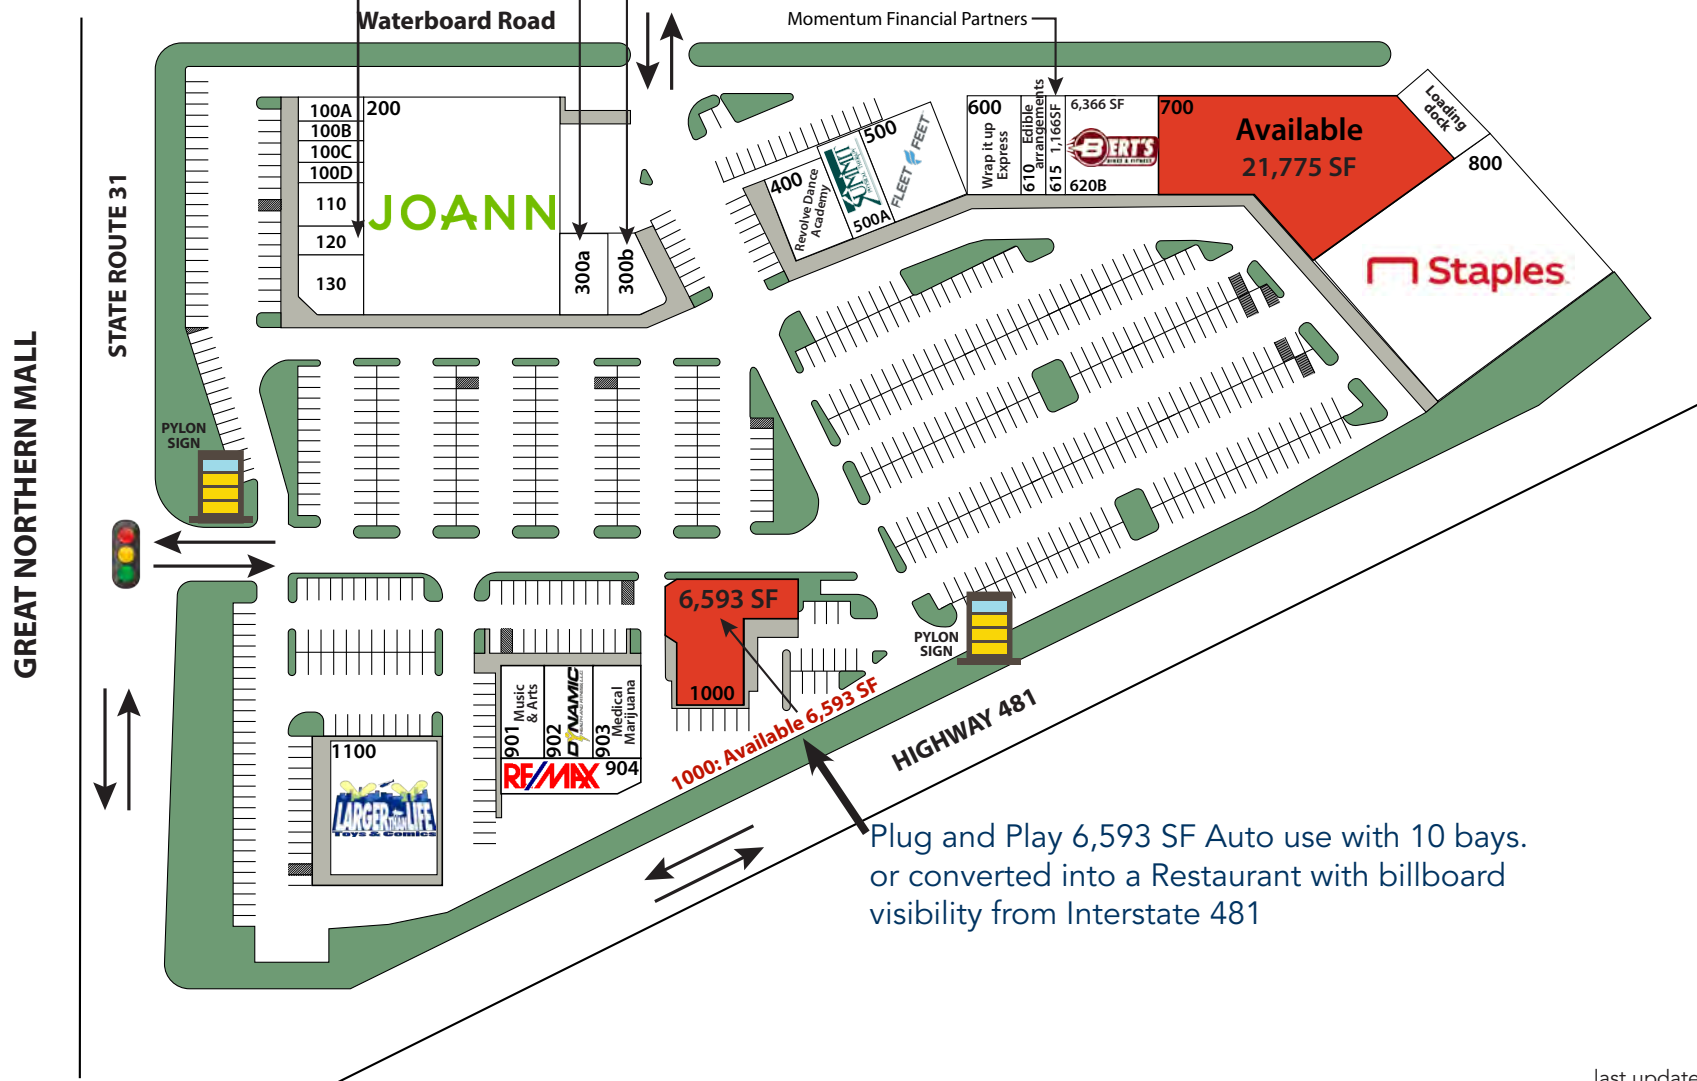 Waterboard Road
Momentum Financial Partners
GREAT NORTHERN MALL
STATE ROUTE 31
100A
100B
100C
100D
110
120
130
200
JOANN
300a
300b
400
Revolve Dance
Academy
SUMMIT
500A
500
FLEET FEET
600
Wrap it up
Express
610 Edible
arrangements
615 1,166SF
6,366 SF
BERT'S
BIKES & FITNESS
620B
700
Available
21,775 SF
Loading
dock
800
Staples
PYLON
SIGN
6,593 SF
1000
1000: Available 6,593 SF
PYLON
SIGN
HIGHWAY 481
901 Music
& Arts
902 DYNAMIC
903 Medical
Marijuana
RE/MAX
904
1100
LARGER THAN LIFE
Toys & Comics
Plug and Play 6,593 SF Auto use with 10 bays.
or converted into a Restaurant with billboard
visibility from Interstate 481
last update